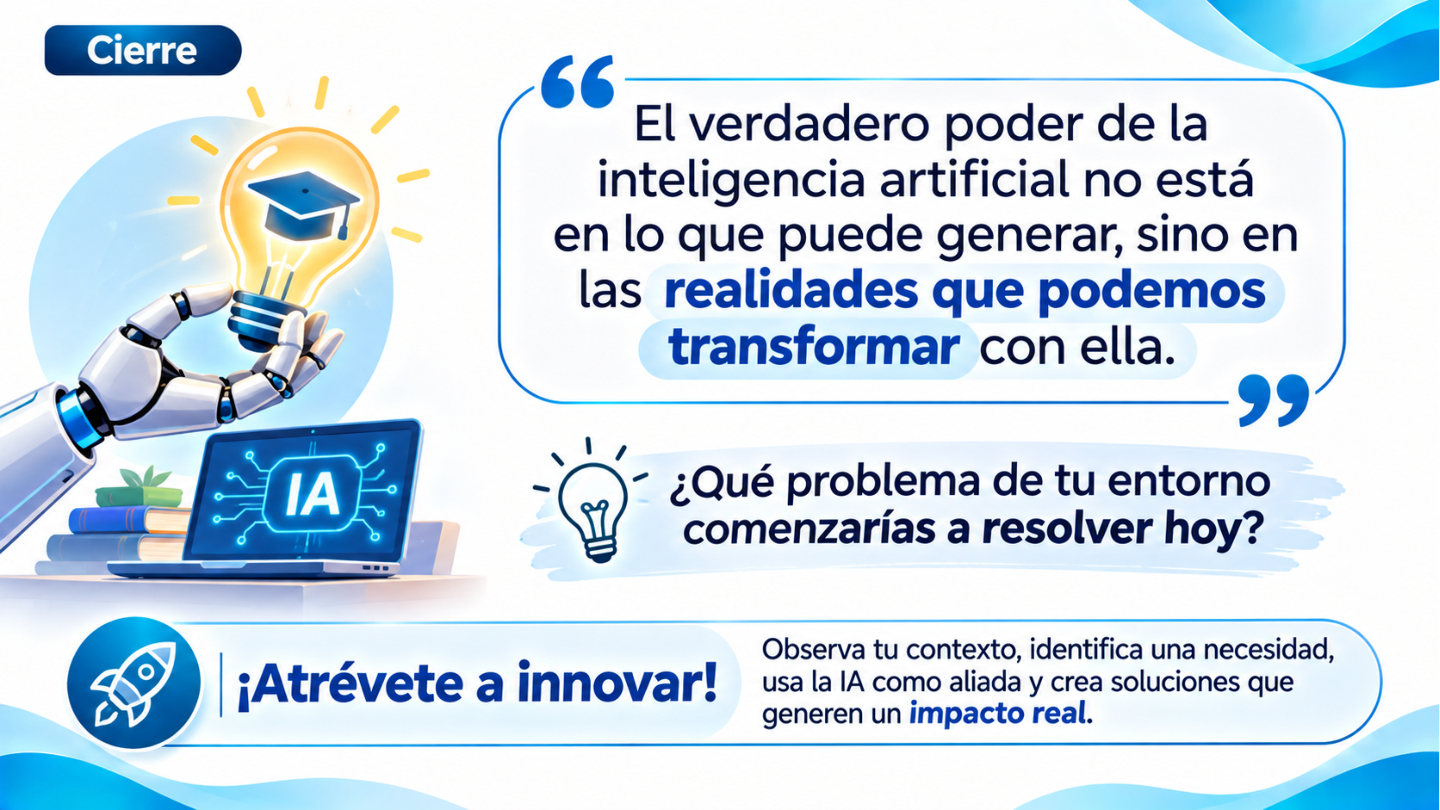 Cierre
“
El verdadero poder de la
inteligencia artificial no está
en lo que puede generar, sino en
las realidades que podemos
transformar con ella.
”
IA
¿Qué problema de tu entorno
comenzarías a resolver hoy?
¡Atrévete a innovar!
Observa tu contexto, identifica una necesidad,
usa la IA como aliada y crea soluciones que
generen un impacto real.